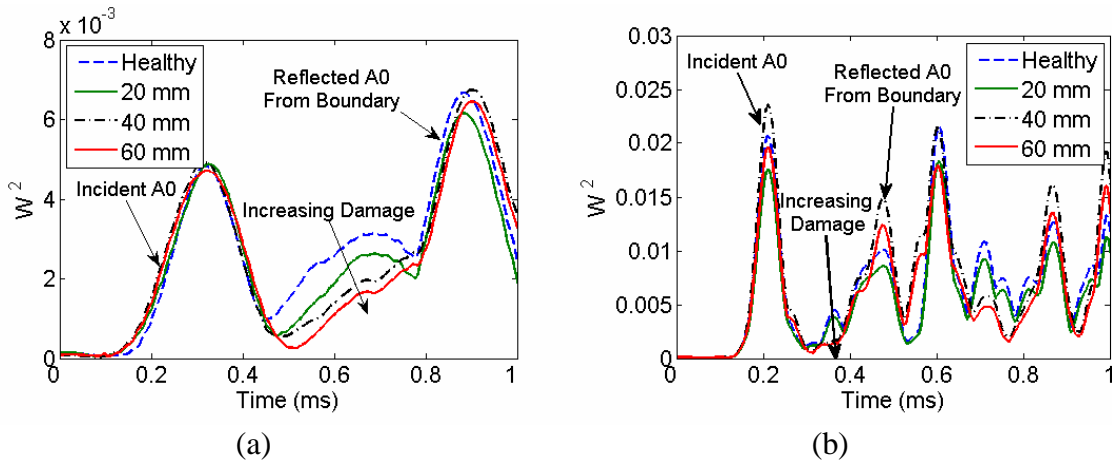 x 10^-3
8
6
4
2
0
0 0.2 0.4 0.6 0.8 1
W^2
Time (ms)
Healthy
20 mm
40 mm
60 mm
Incident A0
Increasing Damage
Reflected A0
From Boundary
(a)
0.03
0.025
0.02
0.015
0.01
0.005
0
0 0.2 0.4 0.6 0.8 1
W^2
Time (ms)
Incident A0
Reflected A0
From Boundary
Increasing
Damage
Healthy
20 mm
40 mm
60 mm
(b)